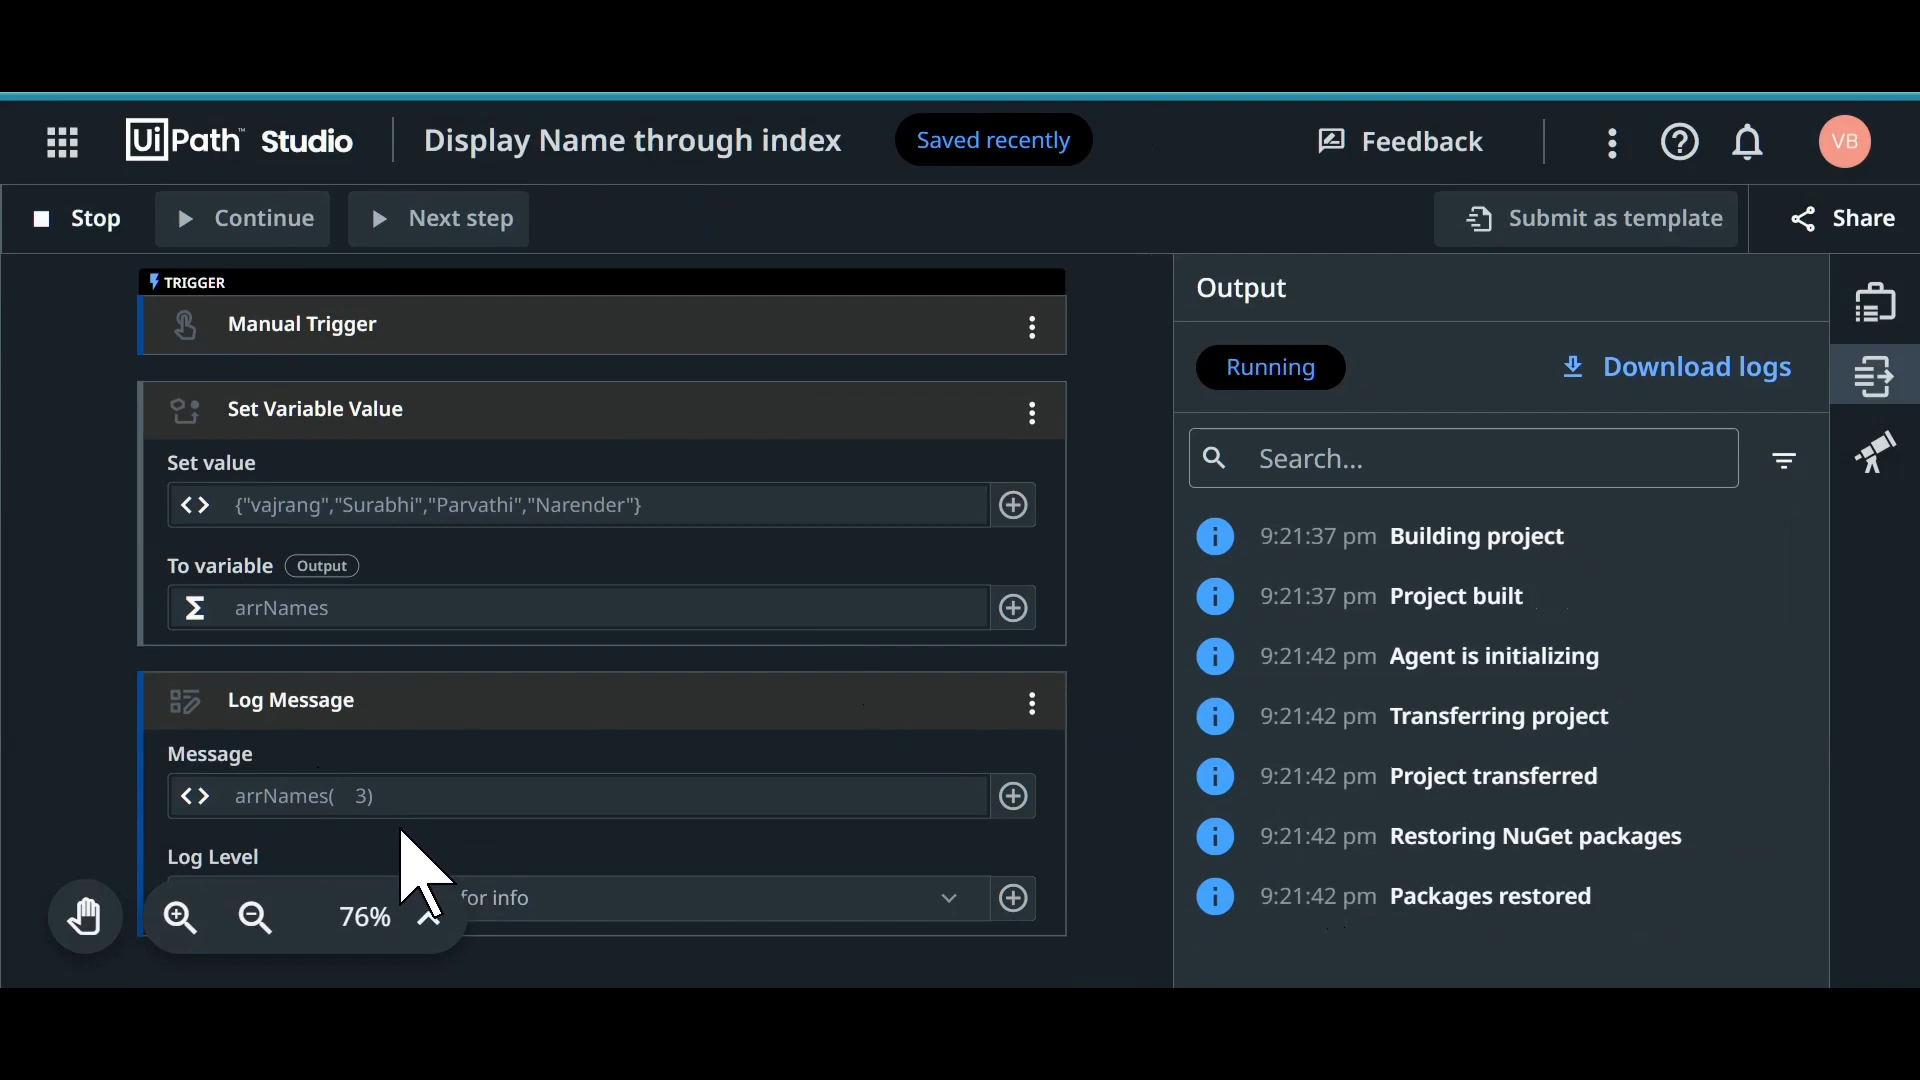 UiPath™ Studio
Display Name through index
Saved recently
Feedback
VB
Stop
Continue
Next step
Submit as template
Share
TRIGGER
Manual Trigger
Set Variable Value
Set value
{"vajrang","Surabhi","Parvathi","Narender"}
To variable Output
arrNames
Log Message
Message
arrNames( 3)
Log Level
for info
76%
Output
Running
Download logs
Search...
9:21:37 pm Building project
9:21:37 pm Project built
9:21:42 pm Agent is initializing
9:21:42 pm Transferring project
9:21:42 pm Project transferred
9:21:42 pm Restoring NuGet packages
9:21:42 pm Packages restored